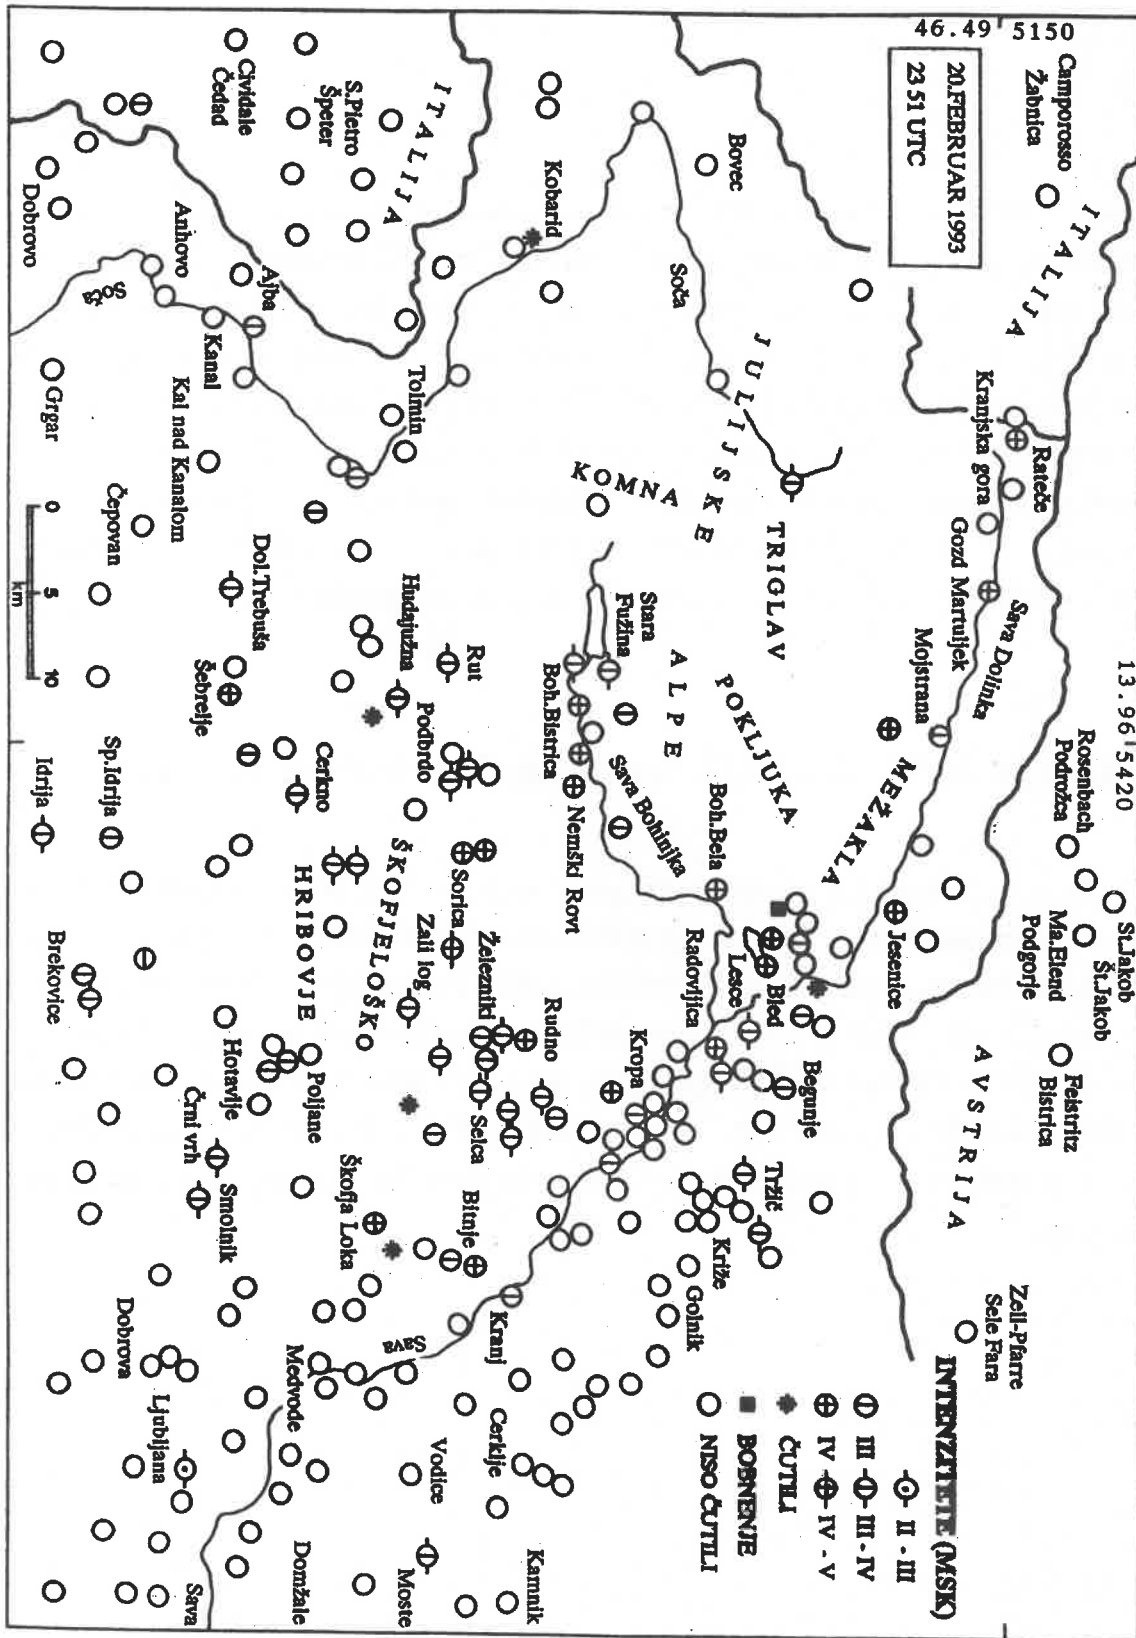 46.49
5150
13.96
5420
20.FEBRUAR 1993
23 51 UTC
Camporosso
Žabnica
ITALIJA
Rateče
Kranjska gora
Gozd Martuljek
Sava Dolinka
Mojstrana
Rosenbach
Podrožca
St.Jakob
Št.Jakob
Ma.Elend
Podgorje
Feistritz
Bistrica
AVSTRIJA
Zell-Pfarre
Sele Fara
INTENZITETE (MSK)
II - III
III
III - IV
IV
IV - V
ČUTILI
BOBNENJE
NISO ČUTILI
Bovec
Soča
JULIJSKE
ALPE
TRIGLAV
KOMNA
POKLJUKA
MEŽAKLA
Jesenice
Stara
Fužina
Boh.Bistrica
Nemški Rovt
Sava Bohinjka
Boh.Bela
Bled
Lesce
Radovljica
Begunje
Tržič
Križe
Golnik
Kropa
ITALIJA
S.Pietro
Špeter
Cividale
Čedad
Kobarid
Tolmin
Rut
Hudajužna
Podbrdo
Sorica
Zali log
Železniki
Rudno
Selca
Bitnje
Kranj
Cerklje
Vodice
Kamnik
Moste
Domžale
Medvode
Sava
Škofja Loka
ŠKOFJELOŠKO
HRIBOVJE
Poljane
Hotavlje
Črni vrh
Smolnik
Cerkno
Dol.Trebuša
Šebrelje
Ajba
Anhovo
Kanal
Kal nad Kanalom
Čepovan
Soča
Dobrovo
Grgar
0
5
10
km
Sp.Idrija
Idrija
Brekovice
Dobrova
Ljubljana
Sava